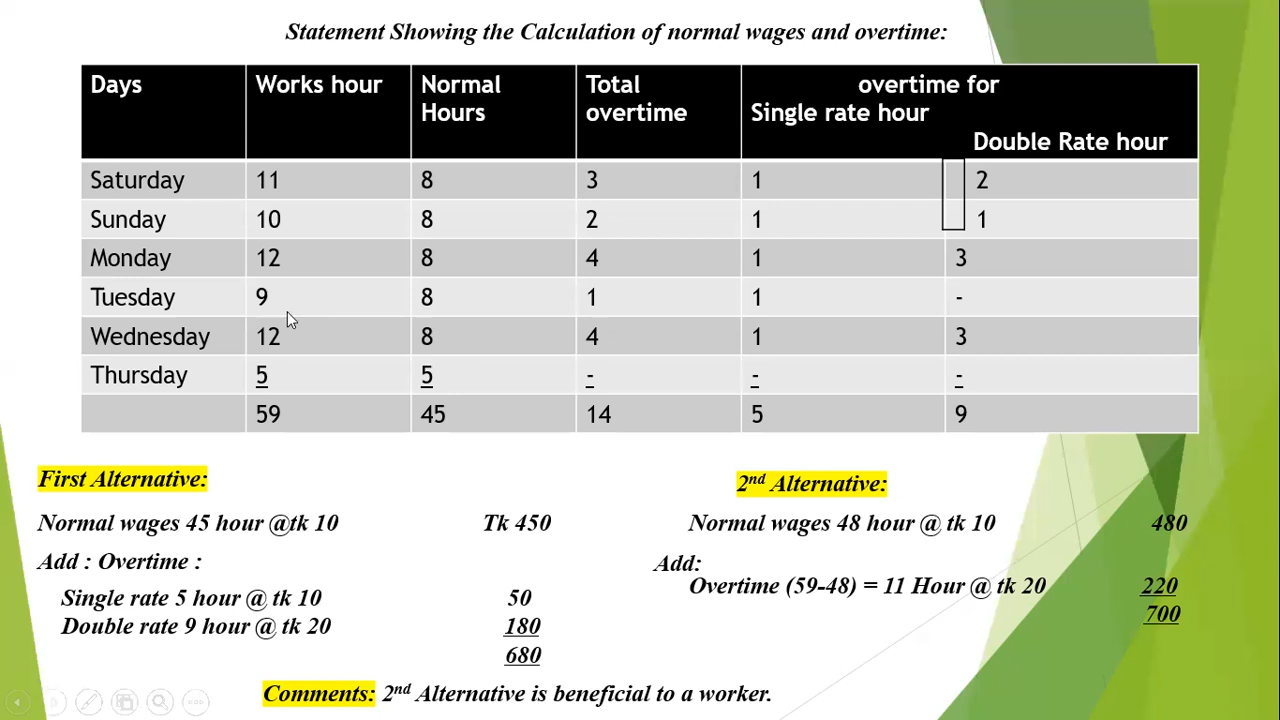 Statement Showing the Calculation of normal wages and overtime:
Days Works hour Normal Hours Total overtime overtime for Single rate hour Double Rate hour
Saturday 11 8 3 1 2
Sunday 10 8 2 1 1
Monday 12 8 4 1 3
Tuesday 9 8 1 1 -
Wednesday 12 8 4 1 3
Thursday 5 5 - - -
59 45 14 5 9
First Alternative:
Normal wages 45 hour @tk 10 Tk 450
Add : Overtime :
Single rate 5 hour @ tk 10 50
Double rate 9 hour @ tk 20 180
680
2nd Alternative:
Normal wages 48 hour @ tk 10 480
Add:
Overtime (59-48) = 11 Hour @ tk 20 220
700
Comments: 2nd Alternative is beneficial to a worker.